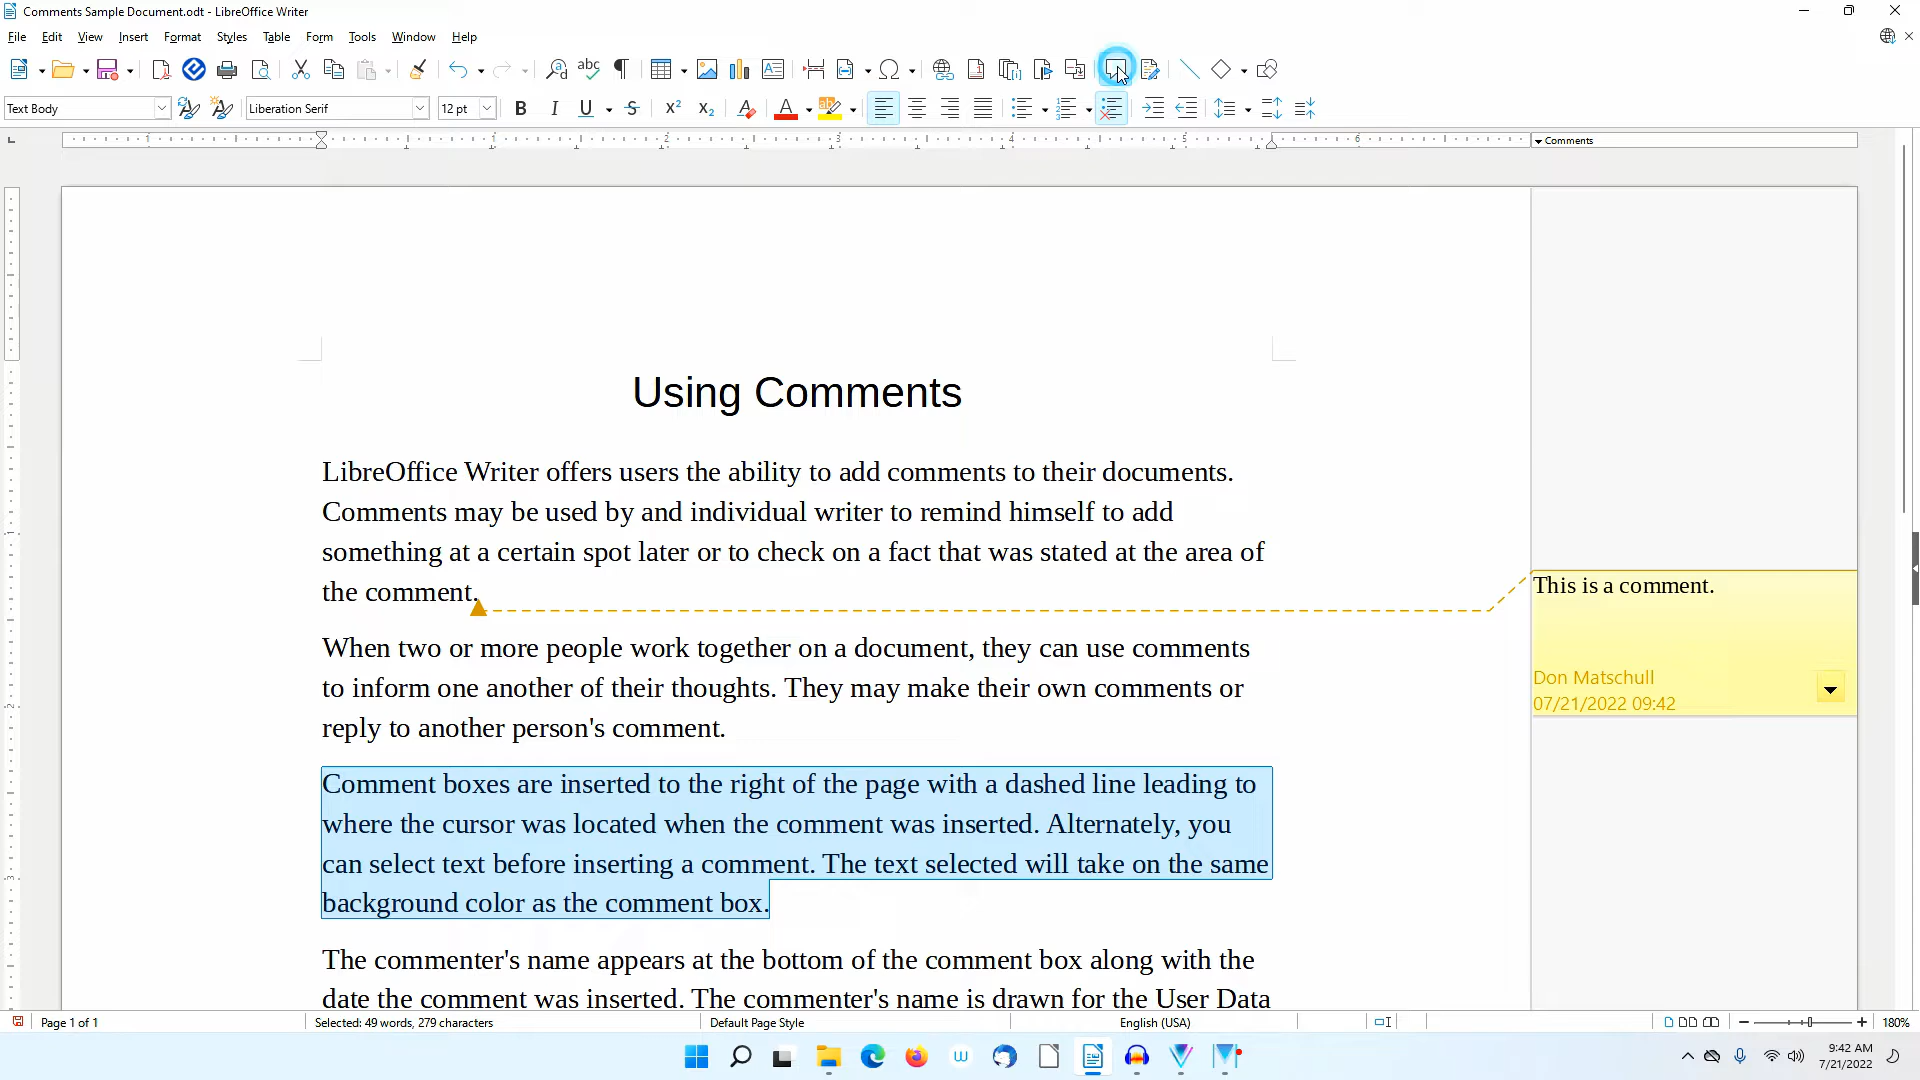 Comments Sample Document.odt - LibreOffice Writer
File Edit View Insert Format Styles Table Form Tools Window Help
Text Body
Liberation Serif
12 pt
1 2 3 4 5 6
Comments
Using Comments
LibreOffice Writer offers users the ability to add comments to their documents.
Comments may be used by and individual writer to remind himself to add
something at a certain spot later or to check on a fact that was stated at the area of
the comment.
This is a comment.
Don Matschull
07/21/2022 09:42
When two or more people work together on a document, they can use comments
to inform one another of their thoughts. They may make their own comments or
reply to another person's comment.
Comment boxes are inserted to the right of the page with a dashed line leading to
where the cursor was located when the comment was inserted. Alternately, you
can select text before inserting a comment. The text selected will take on the same
background color as the comment box.
The commenter's name appears at the bottom of the comment box along with the
date the comment was inserted. The commenter's name is drawn for the User Data
Page 1 of 1
Selected: 49 words, 279 characters
Default Page Style
English (USA)
180%
9:42 AM
7/21/2022